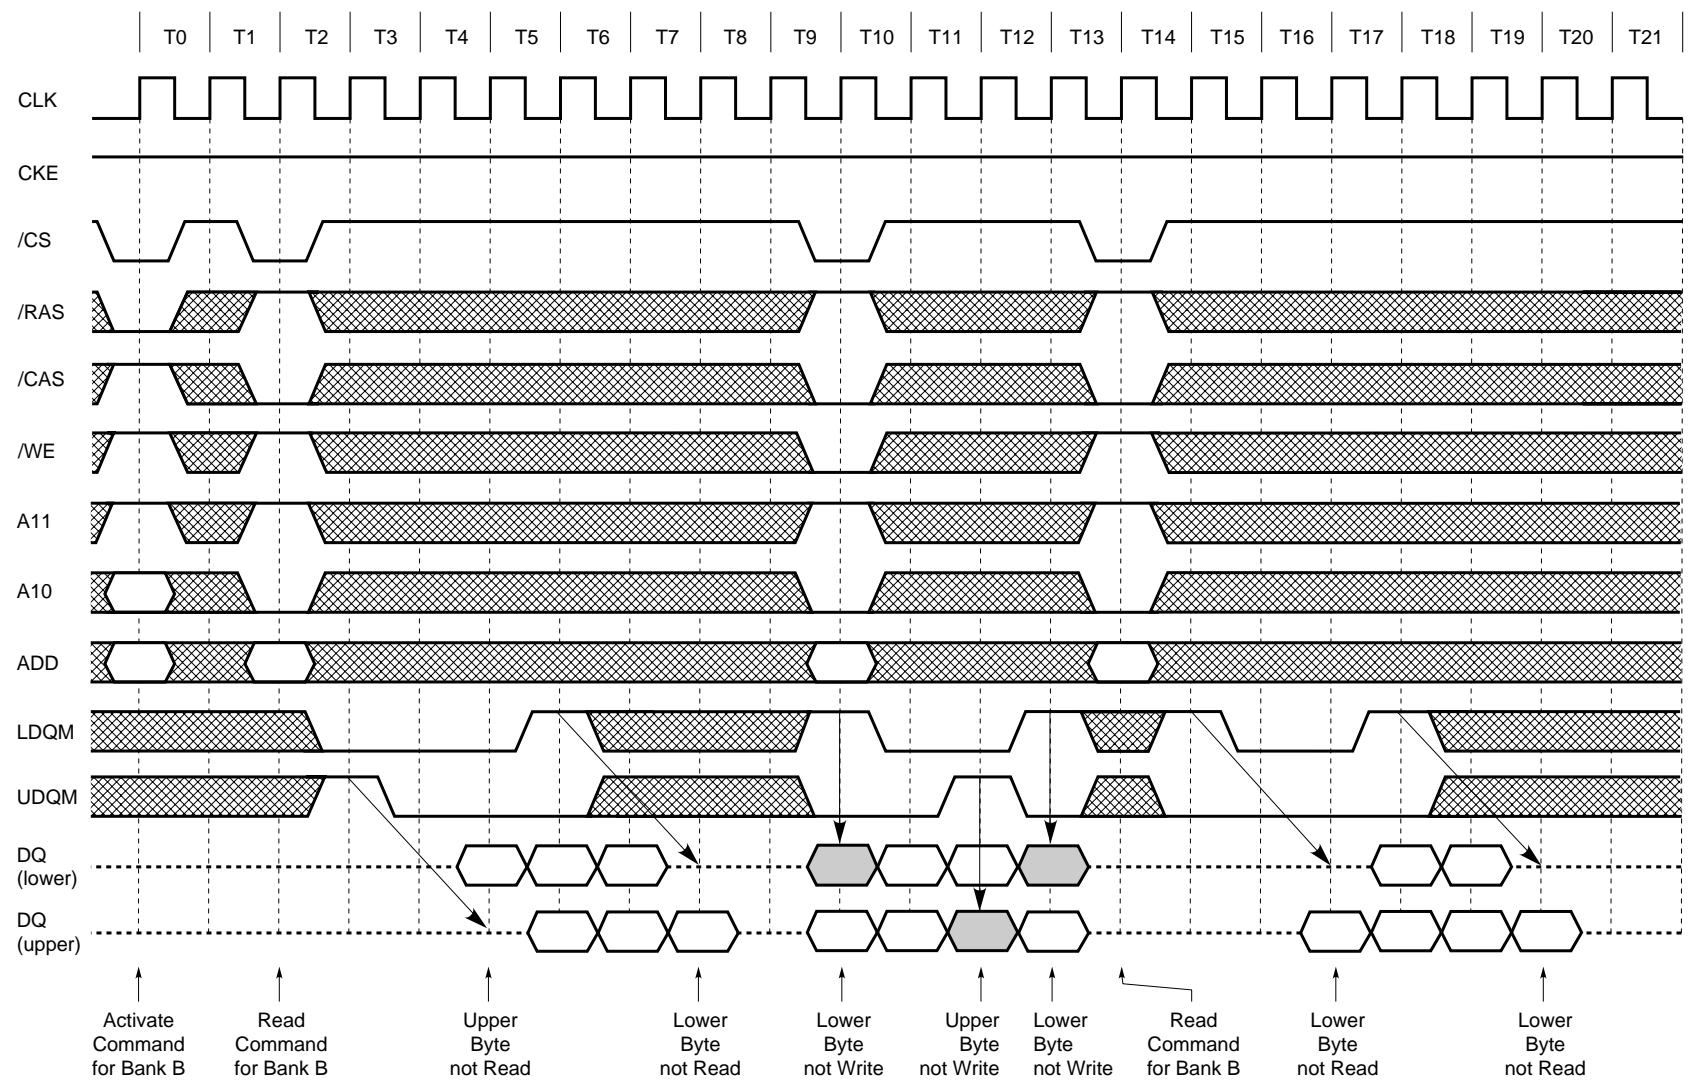 T0 T1 T2 T3 T4 T5 T6 T7 T8 T9 T10 T11 T12 T13 T14 T15 T16 T17 T18 T19 T20 T21
CLK
CKE
/CS
/RAS
/CAS
/WE
A11
A10
ADD
LDQM
UDQM
DQ
(lower)
DQ
(upper)
Activate
Command
for Bank B
Read
Command
for Bank B
Upper
Byte
not Read
Lower
Byte
not Read
Lower
Byte
not Write
Upper
Byte
not Write
Lower
Byte
not Write
Read
Command
for Bank B
Lower
Byte
not Read
Lower
Byte
not Read